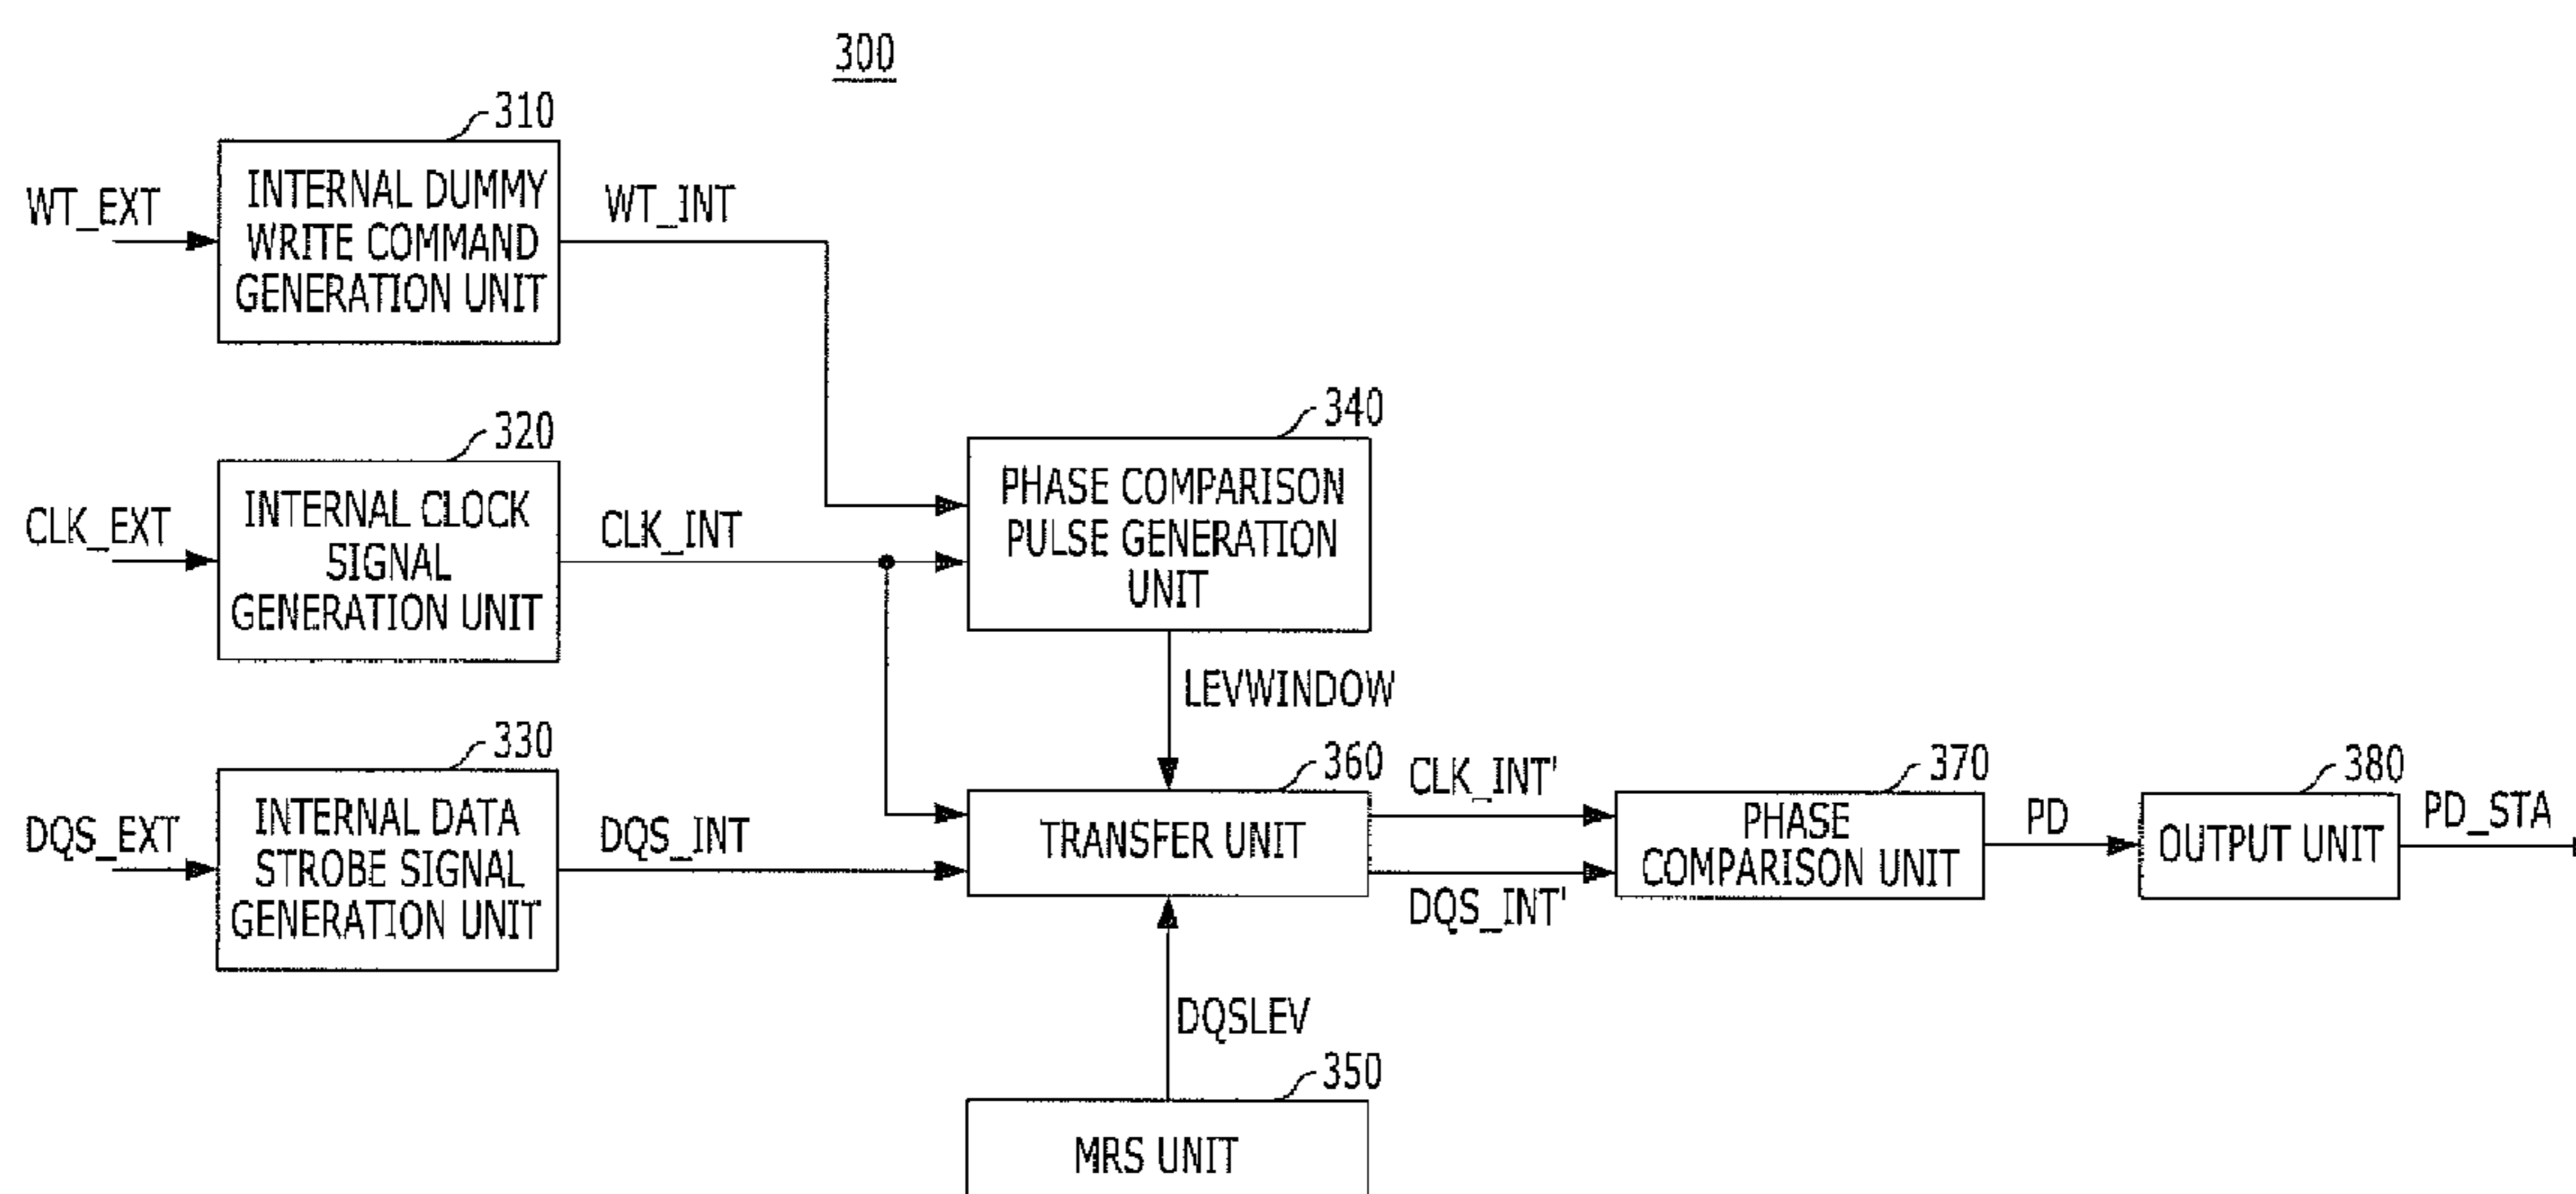 300
310
WT_EXT
INTERNAL DUMMY
WRITE COMMAND
GENERATION UNIT
WT_INT
320
CLK_EXT
INTERNAL CLOCK
SIGNAL
GENERATION UNIT
CLK_INT
340
PHASE COMPARISON
PULSE GENERATION
UNIT
LEVWINDOW
330
DQS_EXT
INTERNAL DATA
STROBE SIGNAL
GENERATION UNIT
DQS_INT
360
TRANSFER UNIT
CLK_INT'
DQS_INT'
370
PHASE
COMPARISON UNIT
PD
380
OUTPUT UNIT
PD_STA
DQSLEV
350
MRS UNIT